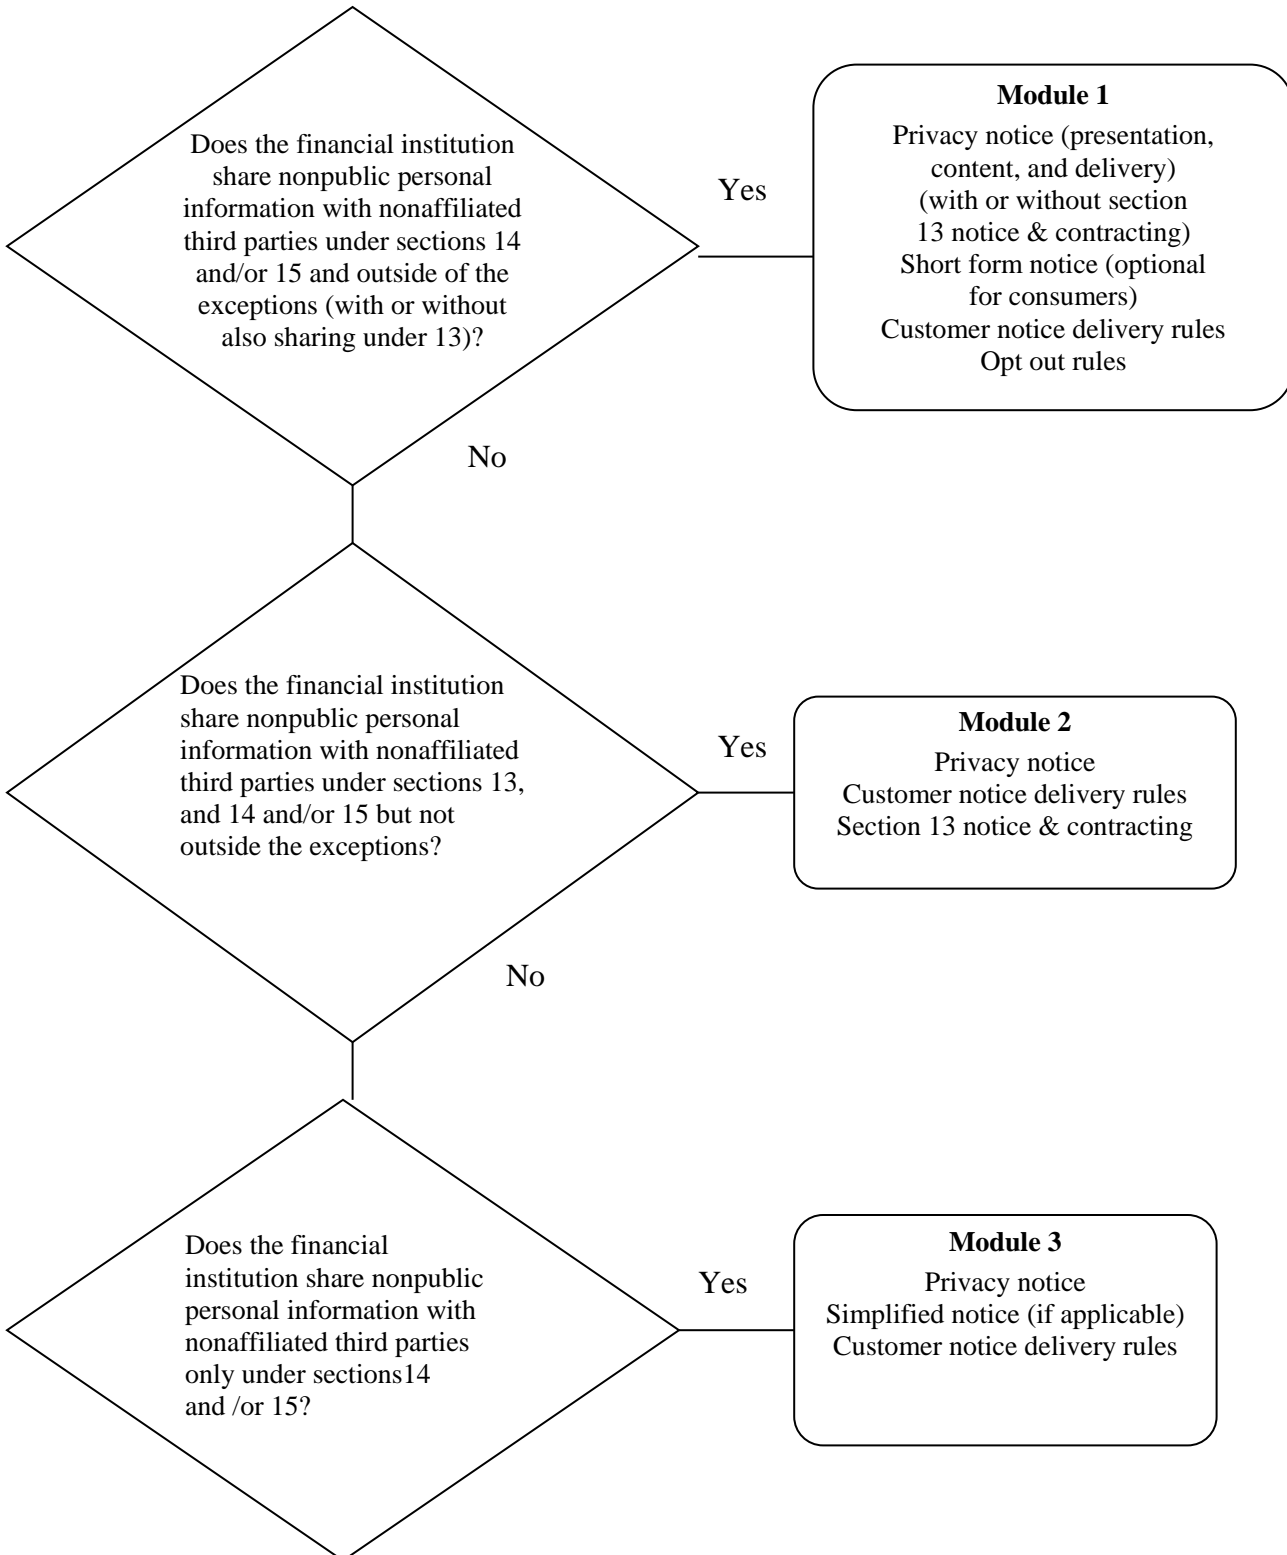 Does the financial institution
share nonpublic personal
information with nonaffiliated
third parties under sections 14
and/or 15 and outside of the
exceptions (with or without
also sharing under 13)?
Yes
Module 1
Privacy notice (presentation,
content, and delivery)
(with or without section
13 notice & contracting)
Short form notice (optional
for consumers)
Customer notice delivery rules
Opt out rules
No
Does the financial institution
share nonpublic personal
information with nonaffiliated
third parties under sections 13,
and 14 and/or 15 but not
outside the exceptions?
Yes
Module 2
Privacy notice
Customer notice delivery rules
Section 13 notice & contracting
No
Does the financial
institution share nonpublic
personal information with
nonaffiliated third parties
only under sections14
and /or 15?
Yes
Module 3
Privacy notice
Simplified notice (if applicable)
Customer notice delivery rules